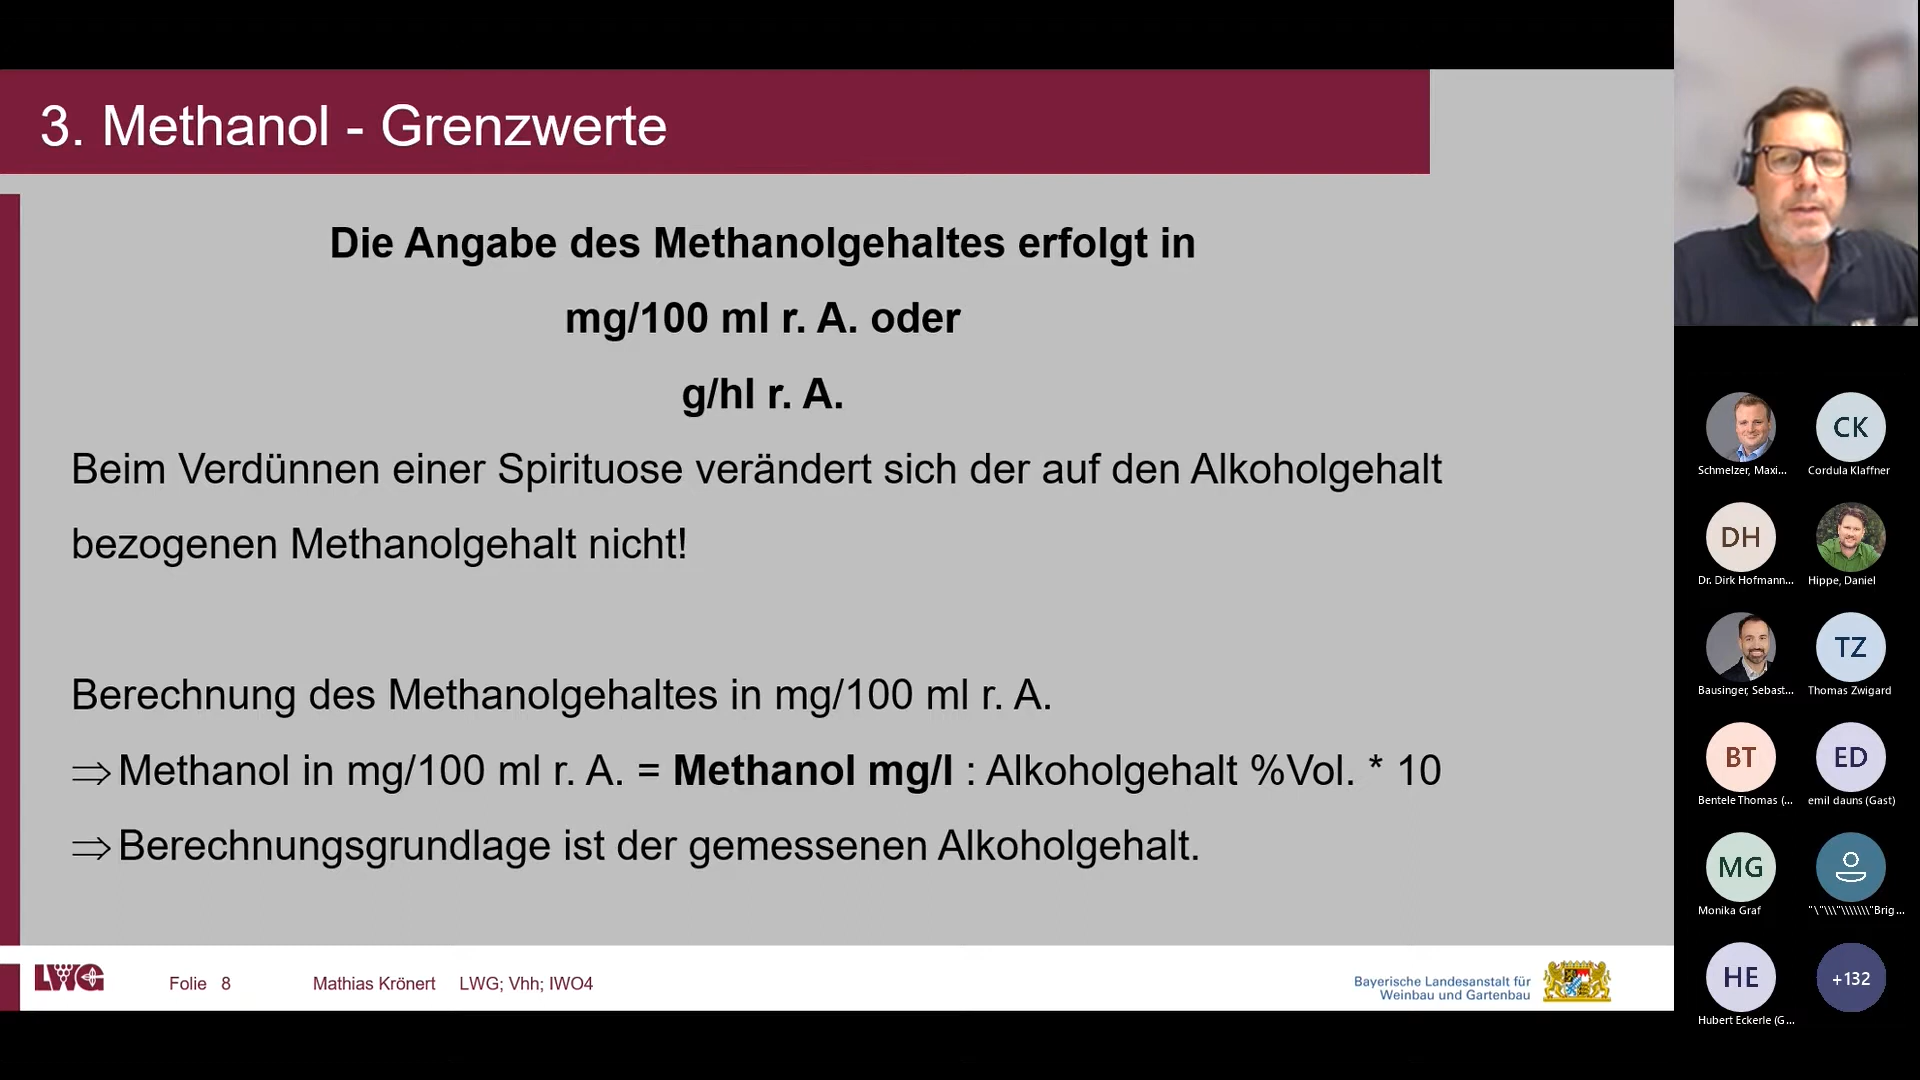 3. Methanol - Grenzwerte
Die Angabe des Methanolgehaltes erfolgt in
mg/100 ml r. A. oder
g/hl r. A.
Beim Verdünnen einer Spirituose verändert sich der auf den Alkoholgehalt
bezogenen Methanolgehalt nicht!
Berechnung des Methanolgehaltes in mg/100 ml r. A.
⇒ Methanol in mg/100 ml r. A. = Methanol mg/l : Alkoholgehalt %Vol. * 10
⇒ Berechnungsgrundlage ist der gemessenen Alkoholgehalt.
LWG
Folie 8
Mathias Krönert LWG; Vhh; IWO4
Bayerische Landesanstalt für
Weinbau und Gartenbau
Schmelzer, Maxi...
CK
Cordula Klaffner
DH
Dr. Dirk Hofmann...
Hippe, Daniel
Bausinger, Sebast...
TZ
Thomas Zwigard
BT
Bentele Thomas (...
ED
emil dauns (Gast)
MG
Monika Graf
"\"\\\"\\\\\\\"Brig...
HE
Hubert Eckerle (G...
+132